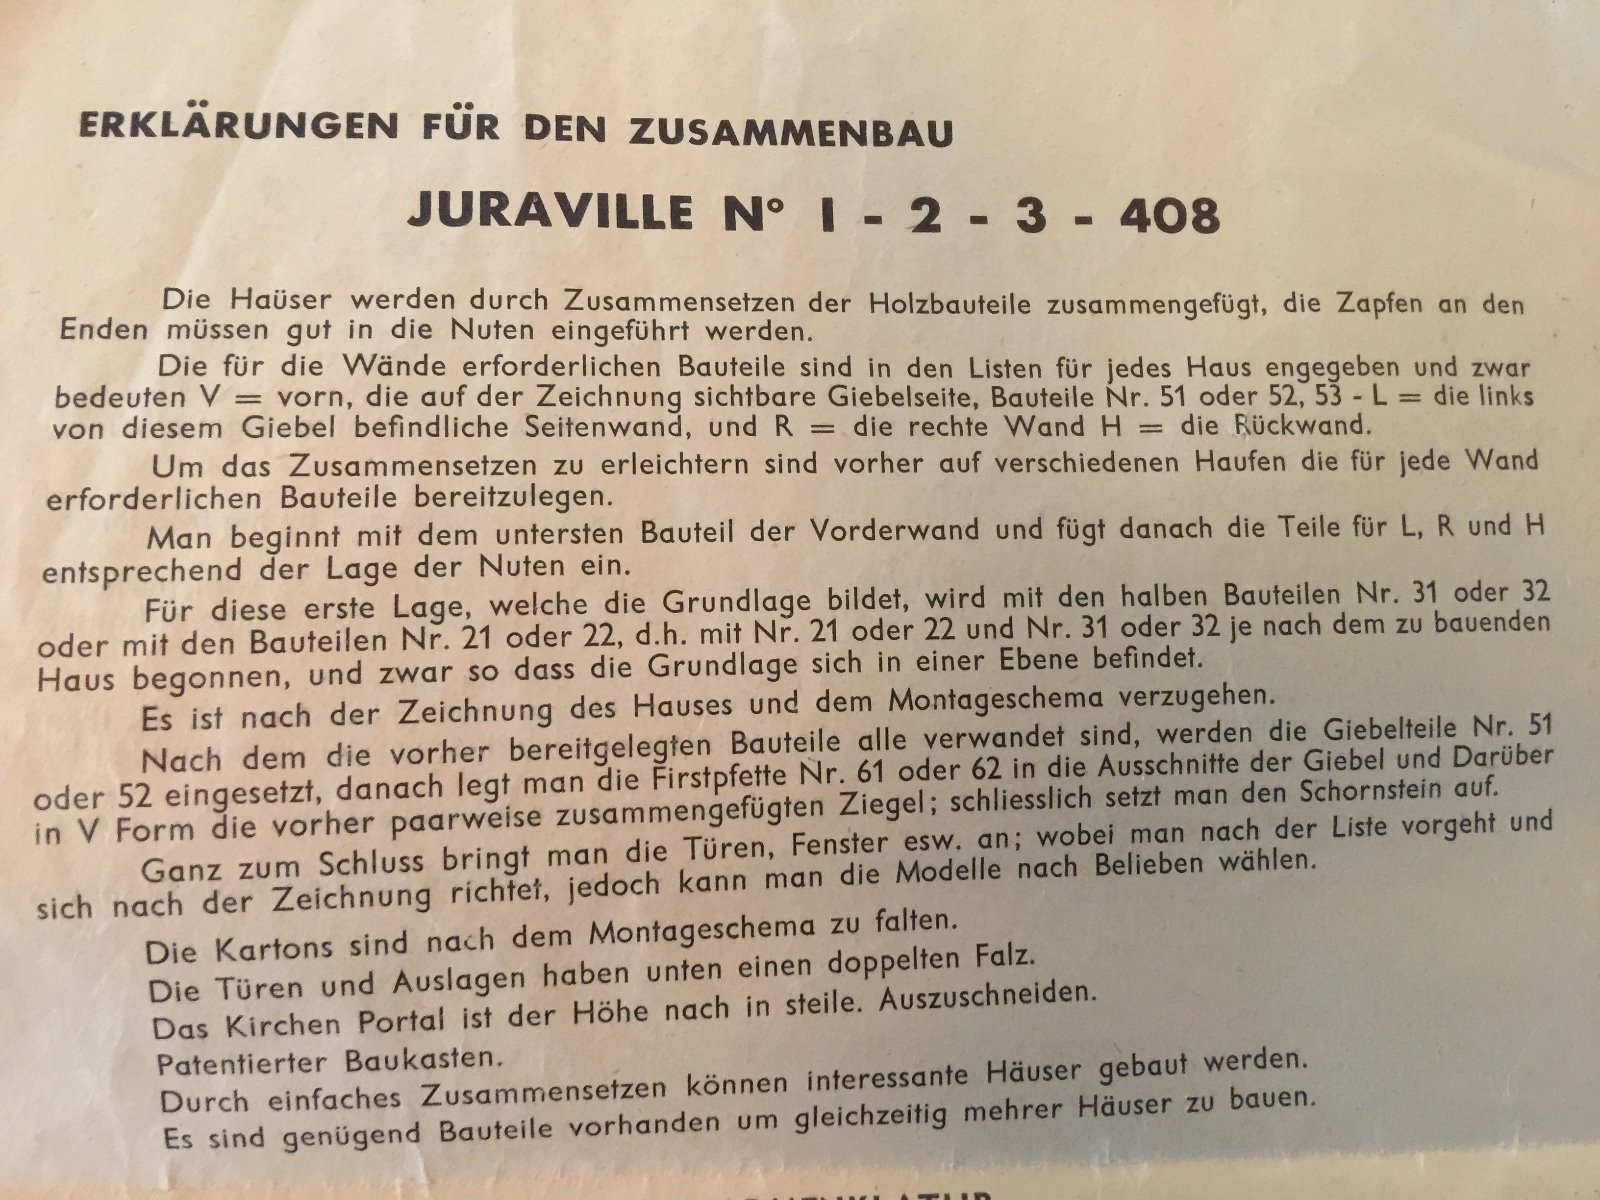 ERKLÄRUNGEN FÜR DEN ZUSAMMENBAU
JURAVILLE N° 1 - 2 - 3 - 408
Die Haüser werden durch Zusammensetzen der Holzbauteile zusammengefügt, die Zapfen an den
Enden müssen gut in die Nuten eingeführt werden.
Die für die Wände erforderlichen Bauteile sind in den Listen für jedes Haus engegeben und zwar
bedeuten V = vorn, die auf der Zeichnung sichtbare Giebelseite, Bauteile Nr. 51 oder 52, 53 - L = die links
von diesem Giebel befindliche Seitenwand, und R = die rechte Wand H = die Rückwand.
Um das Zusammensetzen zu erleichtern sind vorher auf verschiedenen Haufen die für jede Wand
erforderlichen Bauteile bereitzulegen.
Man beginnt mit dem untersten Bauteil der Vorderwand und fügt danach die Teile für L, R und H
entsprechend der Lage der Nuten ein.
Für diese erste Lage, welche die Grundlage bildet, wird mit den halben Bauteilen Nr. 31 oder 32
oder mit den Bauteilen Nr. 21 oder 22, d.h. mit Nr. 21 oder 22 und Nr. 31 oder 32 je nach dem zu bauenden
Haus begonnen, und zwar so dass die Grundlage sich in einer Ebene befindet.
Es ist nach der Zeichnung des Hauses und dem Montageschema verzugehen.
Nach dem die vorher bereitgelegten Bauteile alle verwandet sind, werden die Giebelteile Nr. 51
oder 52 eingesetzt, danach legt man die Firstpfette Nr. 61 oder 62 in die Ausschnitte der Giebel und Darüber
in V Form die vorher paarweise zusammengefügten Ziegel; schliesslich setzt man den Schornstein auf.
Ganz zum Schluss bringt man die Türen, Fenster esw. an; wobei man nach der Liste vorgeht und
sich nach der Zeichnung richtet, jedoch kann man die Modelle nach Belieben wählen.
Die Kartons sind nach dem Montageschema zu falten.
Die Türen und Auslagen haben unten einen doppelten Falz.
Das Kirchen Portal ist der Höhe nach in steile. Auszuschneiden.
Patentierter Baukasten.
Durch einfaches Zusammensetzen können interessante Häuser gebaut werden.
Es sind genügend Bauteile vorhanden um gleichzeitig mehrer Häuser zu bauen.